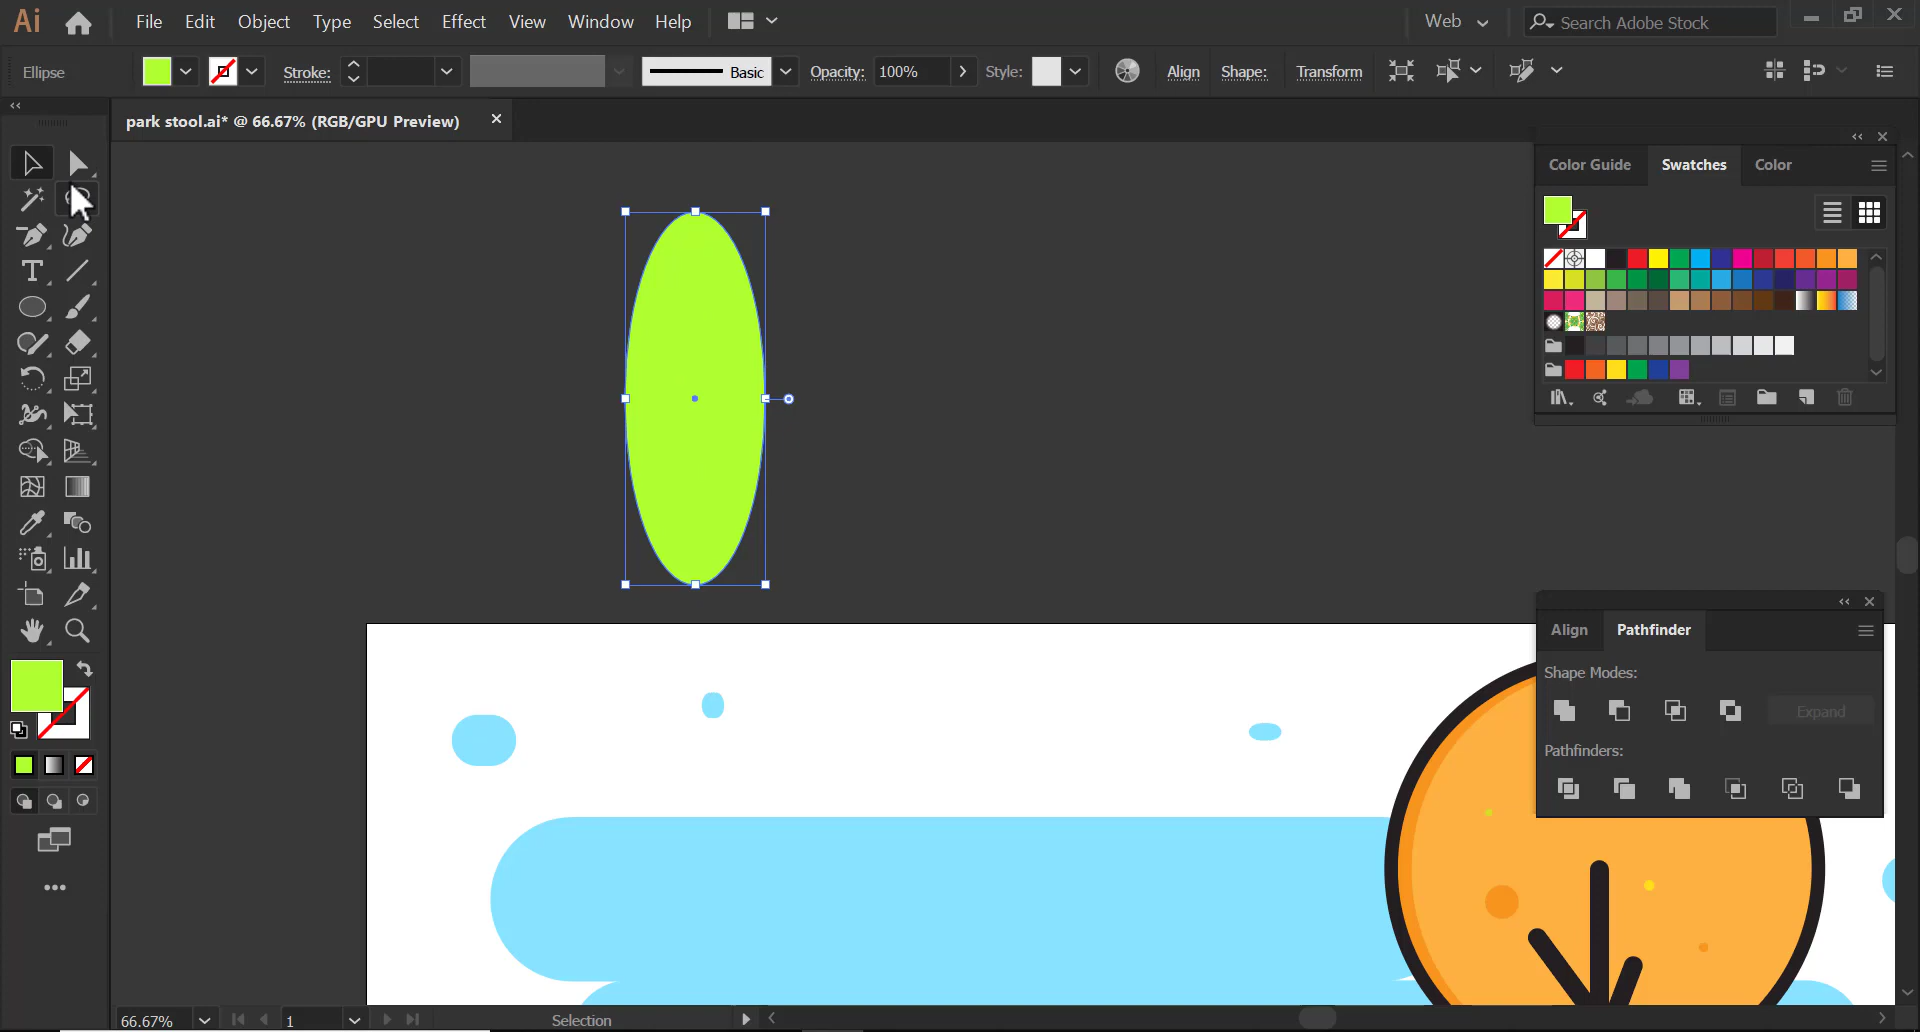 Ai File Edit Object Type Select Effect View Window Help Web Search Adobe Stock
Ellipse Stroke: Basic Opacity: 100% Style: Align Shape: Transform
park stool.ai* @ 66.67% (RGB/GPU Preview)
Color Guide Swatches Color
Align Pathfinder
Shape Modes:
Expand
Pathfinders:
66.67% 1 Selection